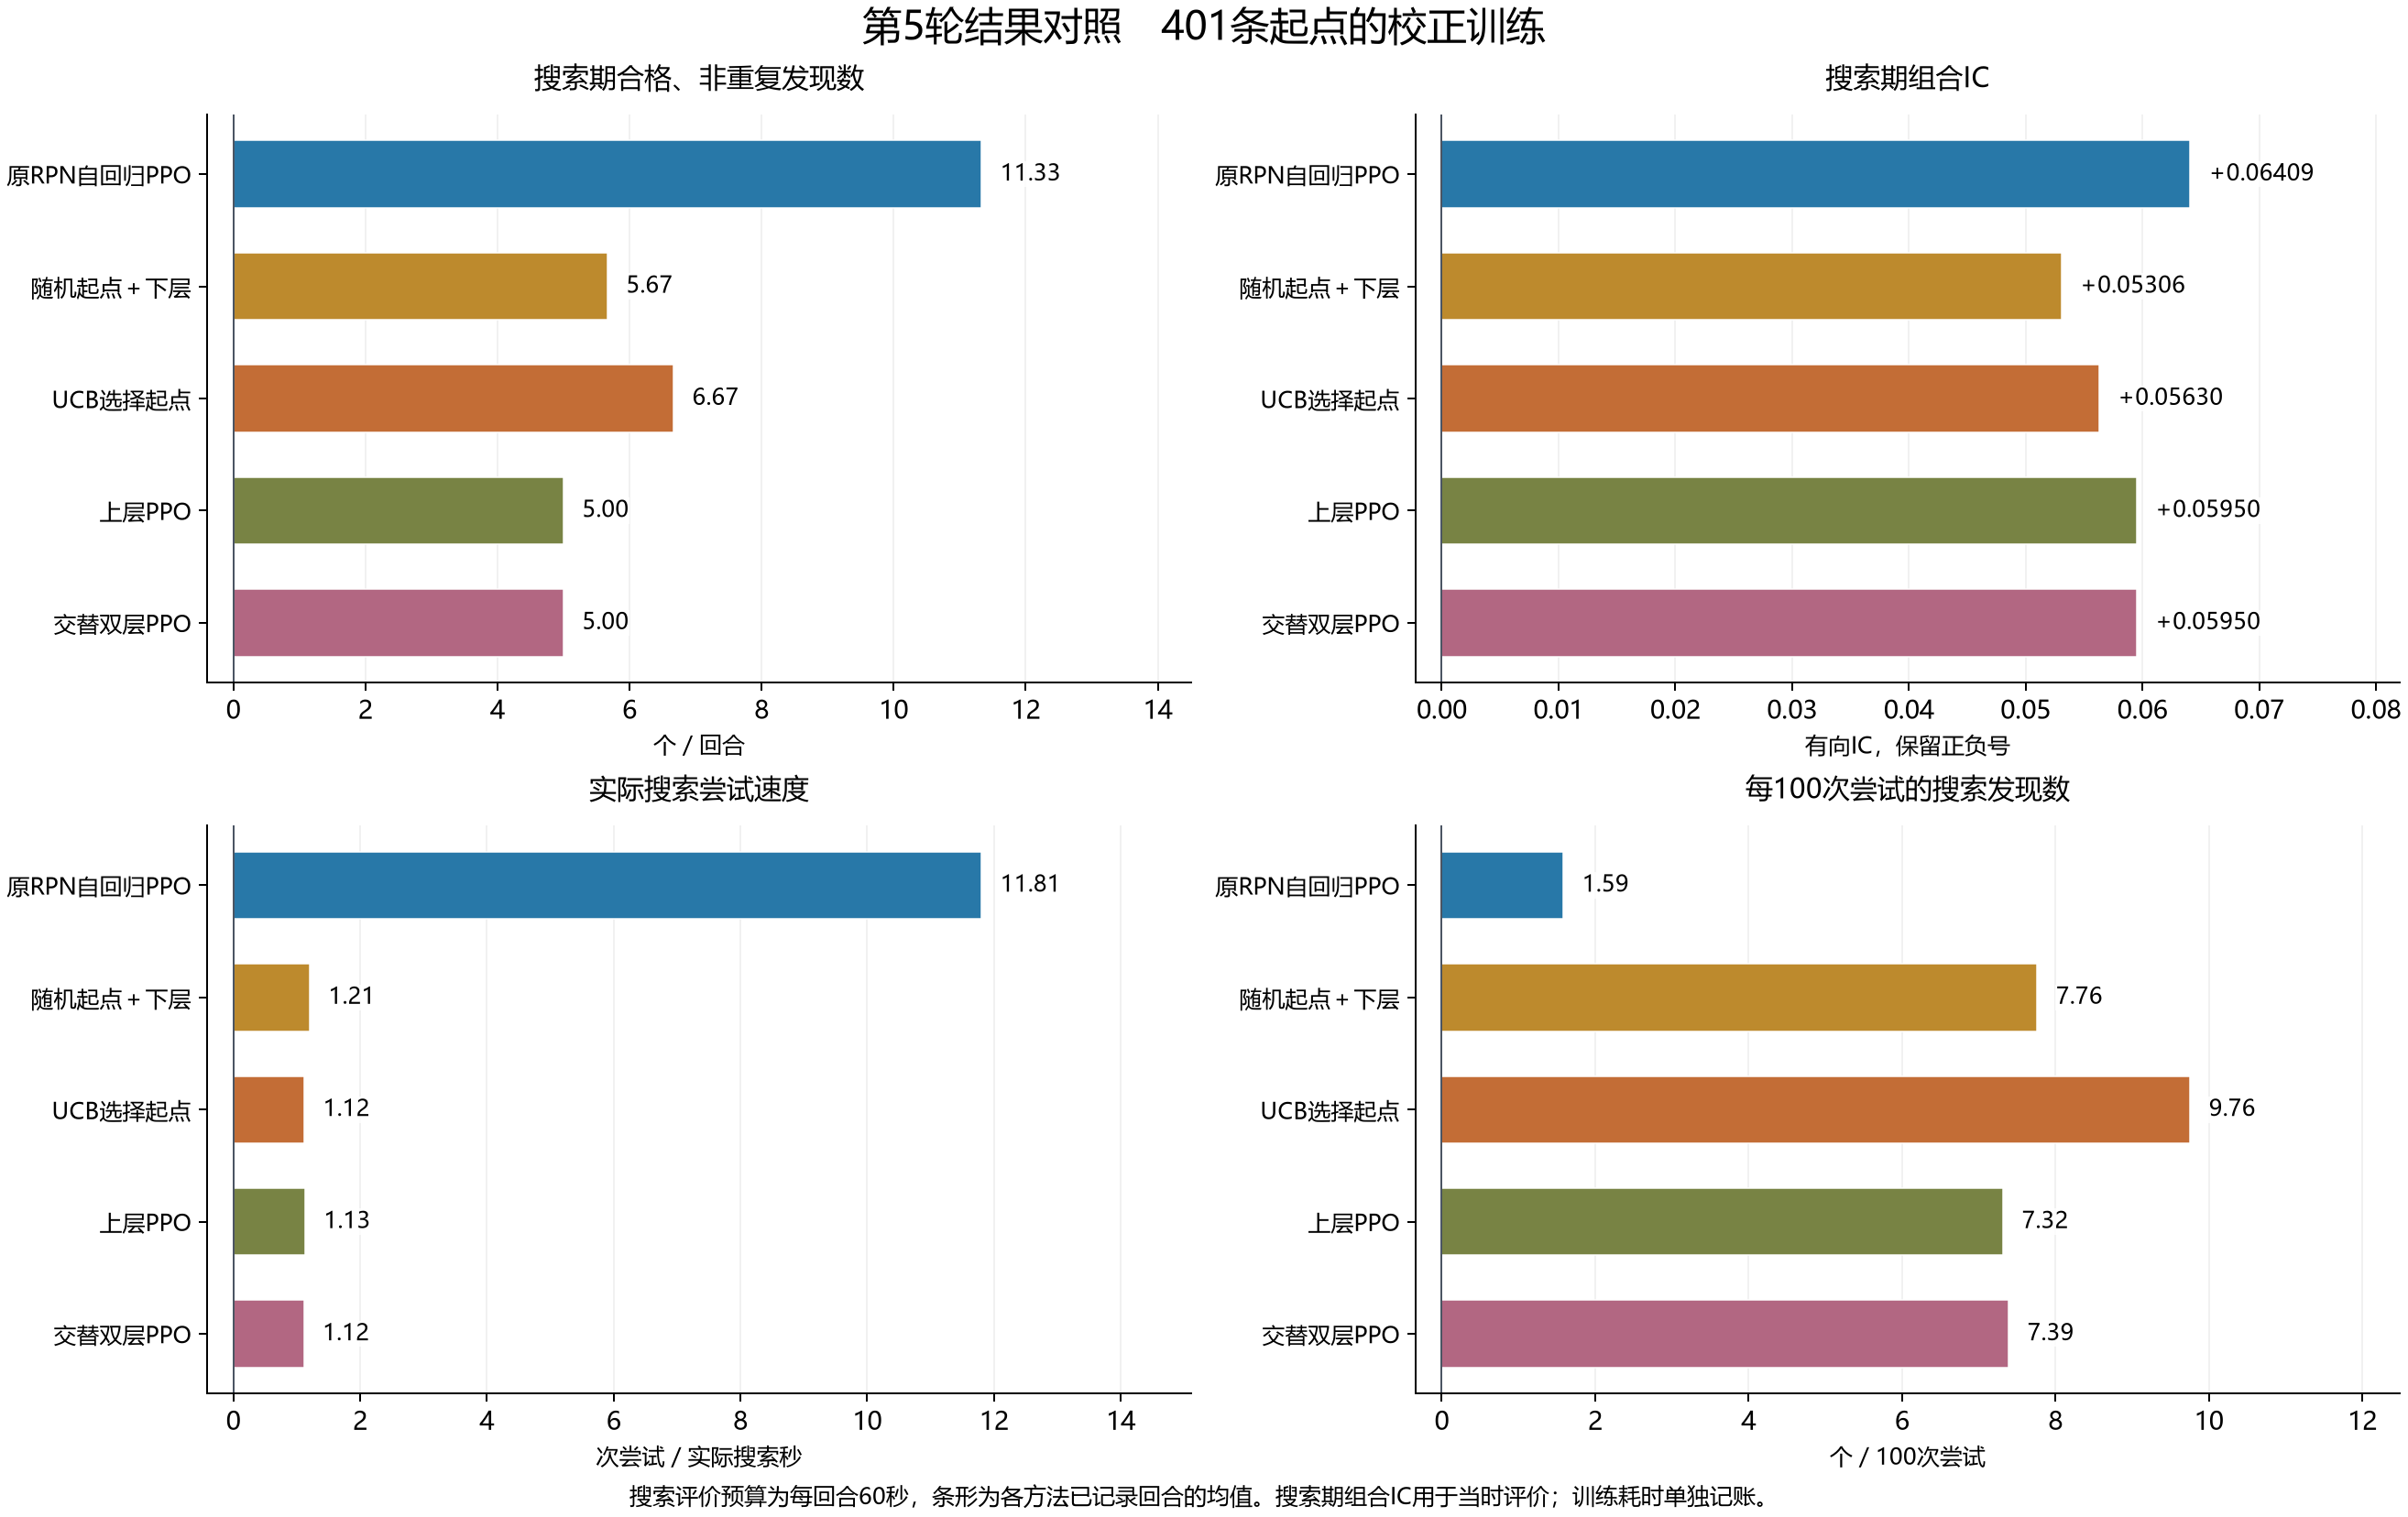 第5轮结果对照　401条起点的校正训练
搜索期合格、非重复发现数
原RPN自回归PPO
11.33
随机起点+下层
5.67
UCB选择起点
6.67
上层PPO
5.00
交替双层PPO
5.00
0 2 4 6 8 10 12 14
个 / 回合
搜索期组合IC
原RPN自回归PPO
+0.06409
随机起点+下层
+0.05306
UCB选择起点
+0.05630
上层PPO
+0.05950
交替双层PPO
+0.05950
0.00 0.01 0.02 0.03 0.04 0.05 0.06 0.07 0.08
有向IC，保留正负号
实际搜索尝试速度
原RPN自回归PPO
11.81
随机起点+下层
1.21
UCB选择起点
1.12
上层PPO
1.13
交替双层PPO
1.12
0 2 4 6 8 10 12 14
次尝试 / 实际搜索秒
每100次尝试的搜索发现数
原RPN自回归PPO
1.59
随机起点+下层
7.76
UCB选择起点
9.76
上层PPO
7.32
交替双层PPO
7.39
0 2 4 6 8 10 12
个 / 100次尝试
搜索评价预算为每回合60秒，条形为各方法已记录回合的均值。搜索期组合IC用于当时评价；训练耗时单独记账。